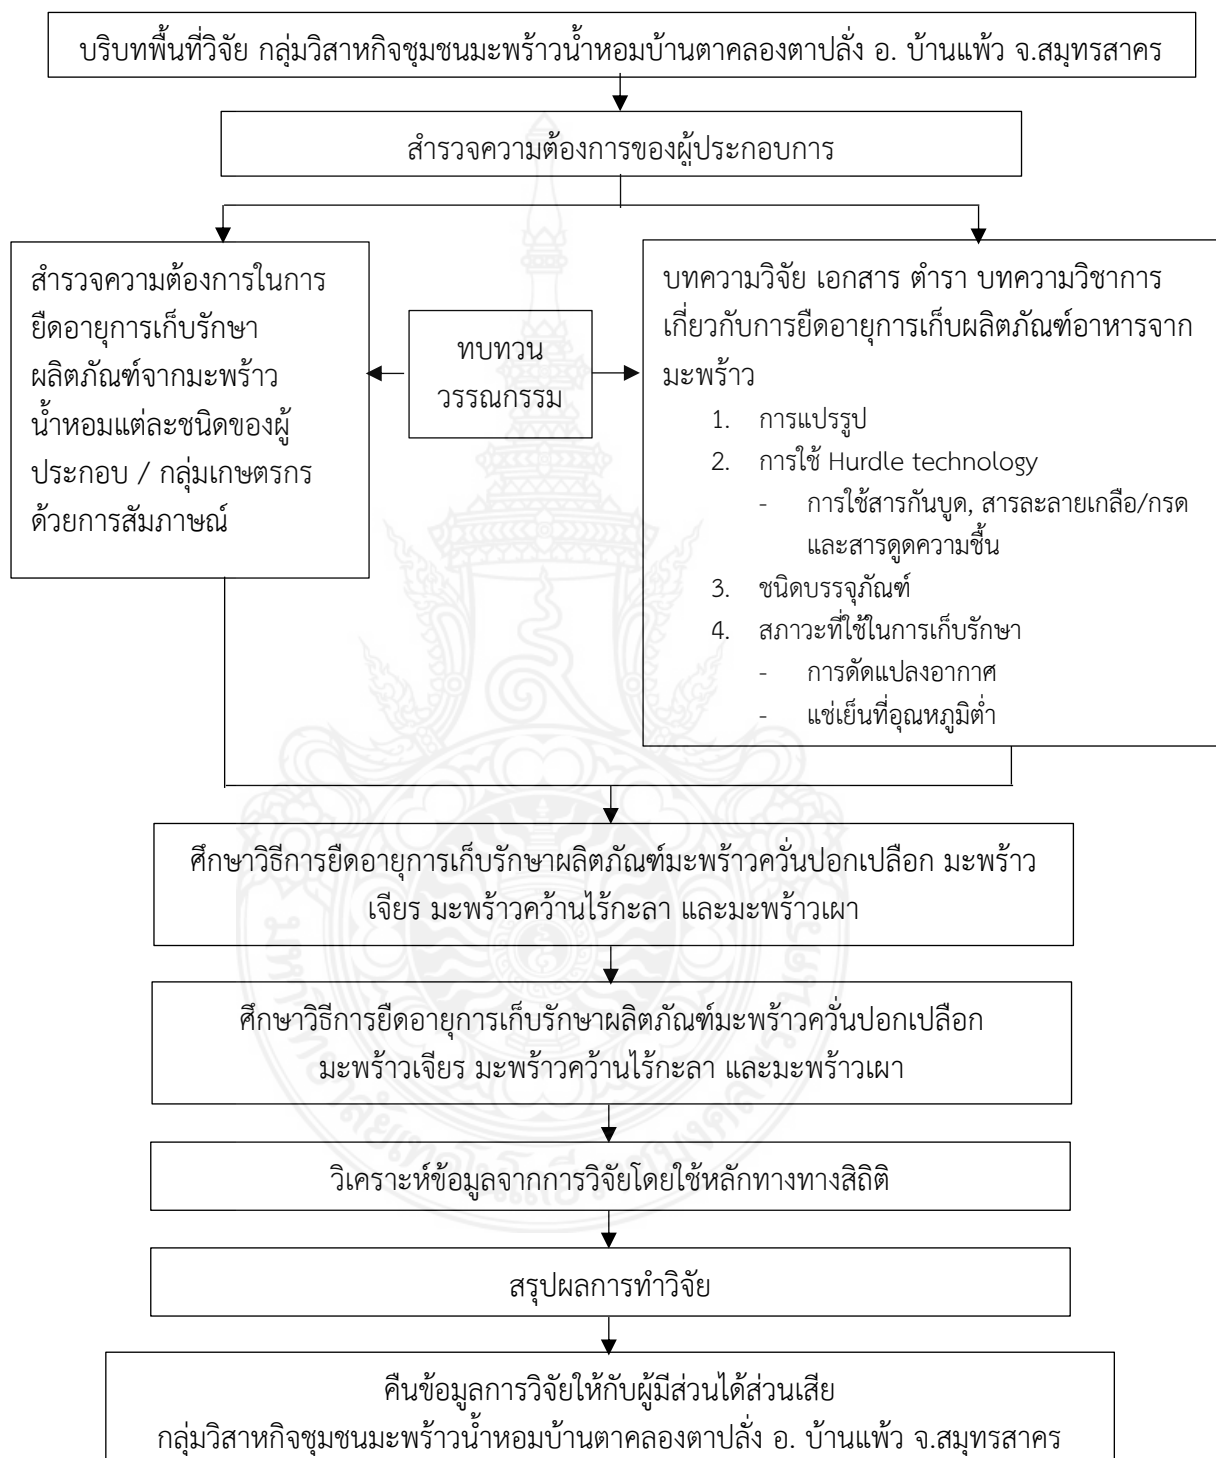 บริบทพื้นที่วิจัย กลุ่มวิสาหกิจชุมชนมะพร้าวน้ำหอมบ้านตาคลองตาปลั่ง อ. บ้านแพ้ว จ.สมุทรสาคร
สำรวจความต้องการของผู้ประกอบการ
สำรวจความต้องการในการ
ยืดอายุการเก็บรักษา
ผลิตภัณฑ์จากมะพร้าว
น้ำหอมแต่ละชนิดของผู้
ประกอบ / กลุ่มเกษตรกร
ด้วยการสัมภาษณ์
ทบทวน
วรรณกรรม
บทความวิจัย เอกสาร ตำรา บทความวิชาการ
เกี่ยวกับการยืดอายุการเก็บผลิตภัณฑ์อาหารจาก
มะพร้าว
1. การแปรรูป
2. การใช้ Hurdle technology
- การใช้สารกันบูด, สารละลายเกลือ/กรด
และสารดูดความชื้น
3. ชนิดบรรจุภัณฑ์
4. สภาวะที่ใช้ในการเก็บรักษา
- การดัดแปลงอากาศ
- แช่เย็นที่อุณหภูมิต่ำ
ศึกษาวิธีการยืดอายุการเก็บรักษาผลิตภัณฑ์มะพร้าวควั่นปอกเปลือก มะพร้าว
เจียร มะพร้าวคว้านไร้กะลา และมะพร้าวเผา
ศึกษาวิธีการยืดอายุการเก็บรักษาผลิตภัณฑ์มะพร้าวควั่นปอกเปลือก
มะพร้าวเจียร มะพร้าวคว้านไร้กะลา และมะพร้าวเผา
วิเคราะห์ข้อมูลจากการวิจัยโดยใช้หลักทางทางสิถิติ
สรุปผลการทำวิจัย
คืนข้อมูลการวิจัยให้กับผู้มีส่วนได้ส่วนเสีย
กลุ่มวิสาหกิจชุมชนมะพร้าวน้ำหอมบ้านตาคลองตาปลั่ง อ. บ้านแพ้ว จ.สมุทรสาคร
มหาวิทยาลัยเทคโนโลยีราชมงคลพระนคร